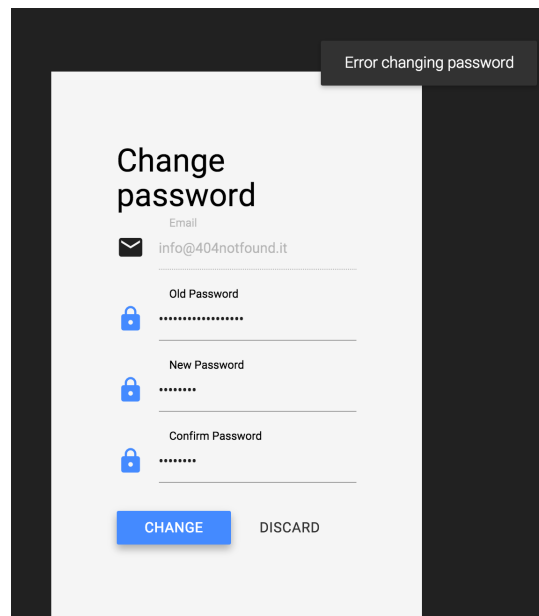 Error changing password
Change
password
Email
info@404notfound.it
Old Password
••••••••••••••••••
New Password
••••••••
Confirm Password
••••••••
CHANGE DISCARD